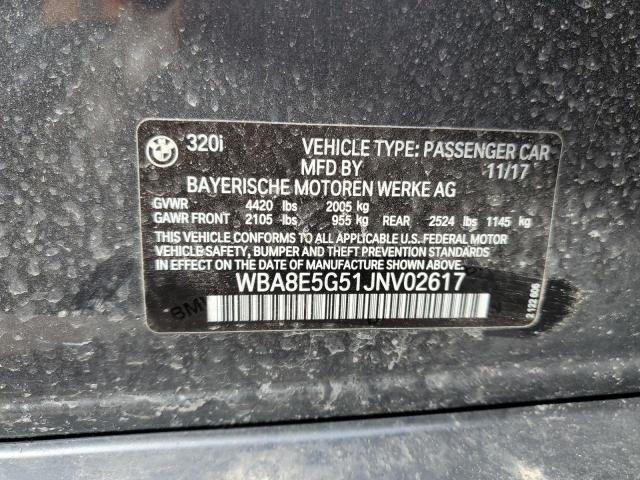 320i VEHICLE TYPE: PASSENGER CAR
MFD BY 11/17
BAYERISCHE MOTOREN WERKE AG
GVWR 4420 lbs 2005 kg
GAWR FRONT 2105 lbs 955 kg REAR 2524 lbs 1145 kg
THIS VEHICLE CONFORMS TO ALL APPLICABLE U.S. FEDERAL MOTOR
VEHICLE SAFETY, BUMPER AND THEFT PREVENTION STANDARDS
IN EFFECT ON THE DATE OF MANUFACTURE SHOWN ABOVE.
WBA8E5G51JNV02617